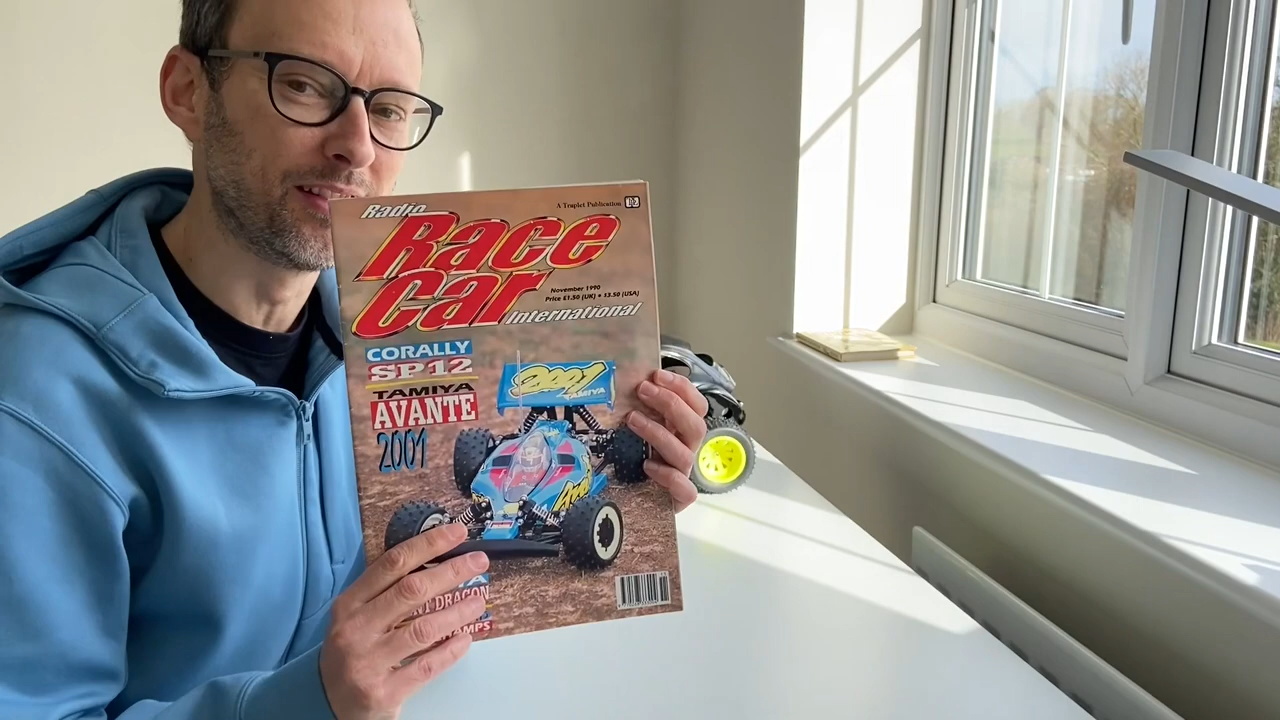 Radio
A Traplet Publication
Race
Car
November 1990
Price £1.50 (UK) • $3.50 (USA)
International
CORALLY
SP12
TAMIYA
AVANTE
2001
2001
TAMIYA
DRAGON